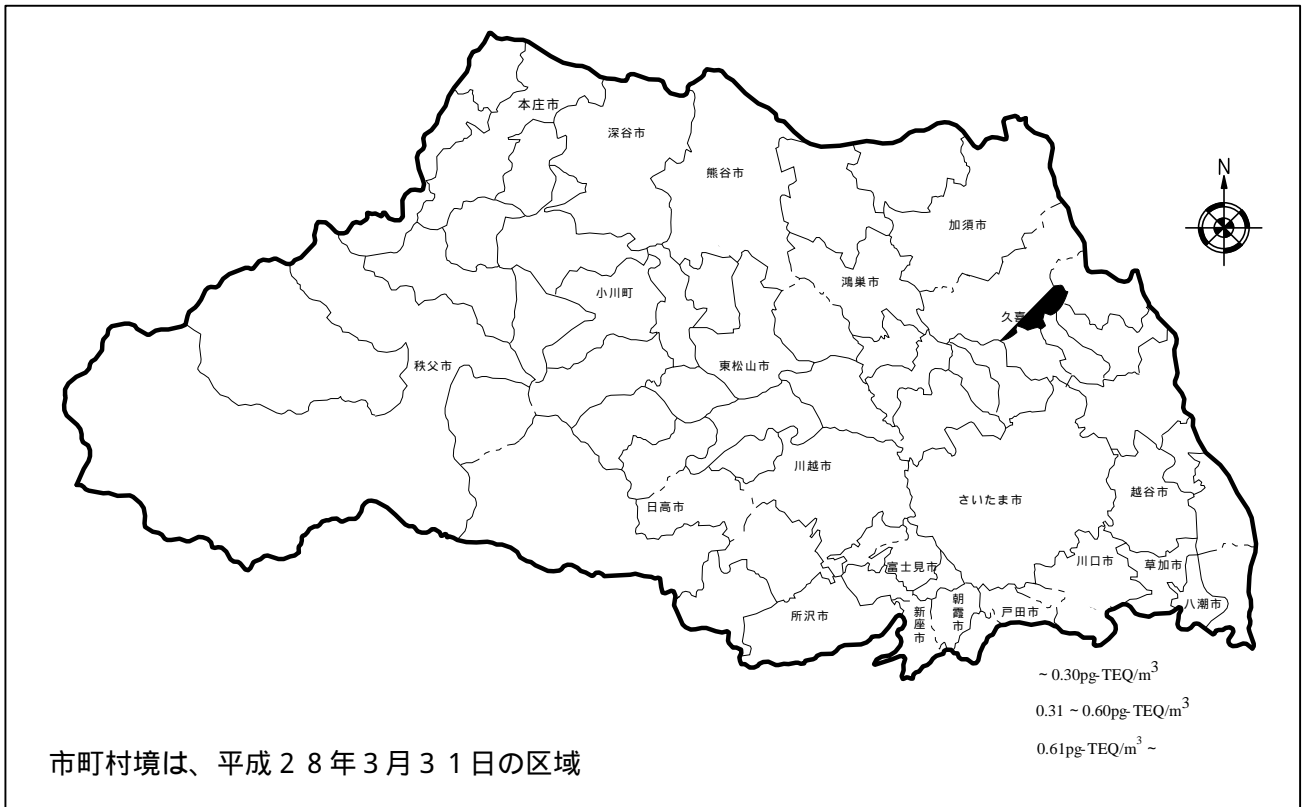 本庄市
深谷市
熊谷市
N
加須市
鴻巣市
小川町
久喜
秩父市
東松山市
川越市
さいたま市
越谷市
日高市
川口市
草加市
富士見市
朝霞市
戸田市
八潮市
所沢市
新座市
~ 0.30pg-TEQ/m³
0.31 ~ 0.60pg-TEQ/m³
0.61pg-TEQ/m³ ~
市町村境は、平成28年3月31日の区域